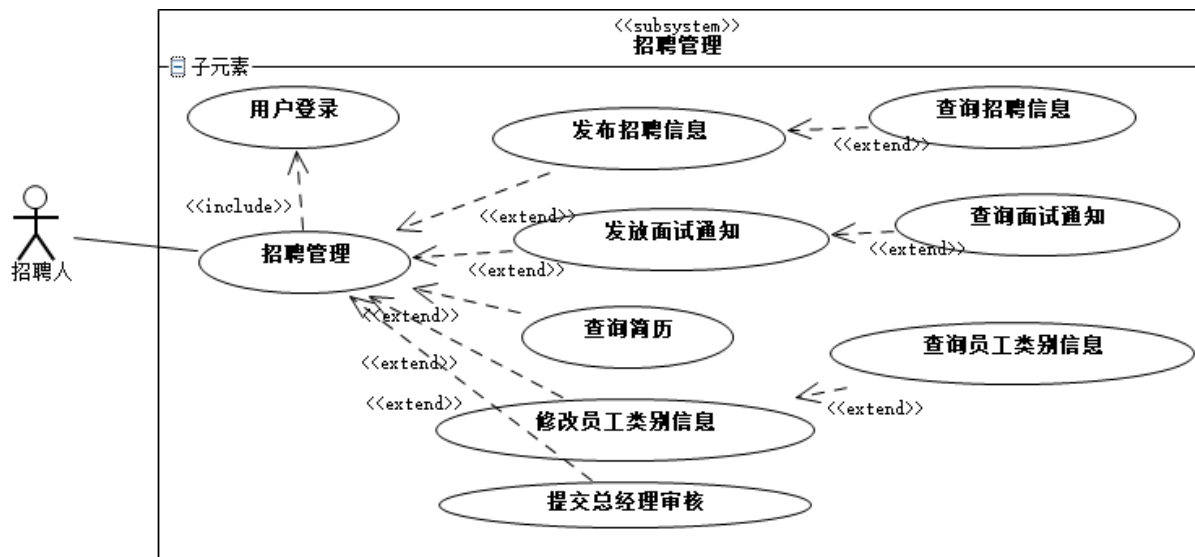 <<subsystem>>
招聘管理
子元素
用户登录
发布招聘信息
查询招聘信息
<<extend>>
<<include>>
<<extend>>
查询面试通知
发放面试通知
<<extend>>
招聘管理
<<extend>>
招聘人
<<extend>>
查询简历
查询员工类别信息
<<extend>>
<<extend>>
<<extend>>
修改员工类别信息
提交总经理审核